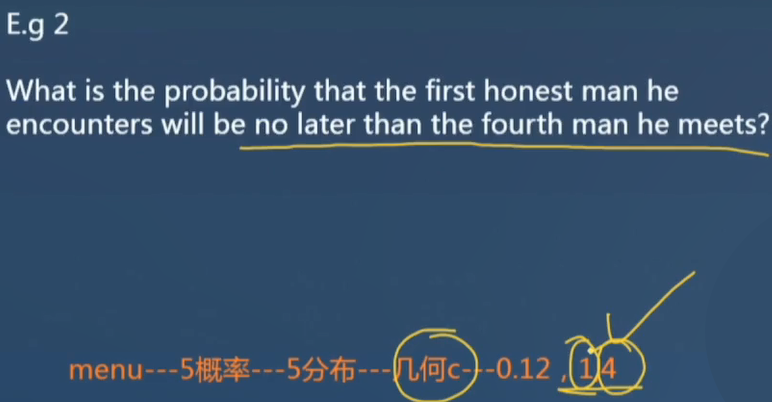 E.g 2
What is the probability that the first honest man he
encounters will be no later than the fourth man he meets?
menu---5概率---5分布---几何c---0.12 ,1 4